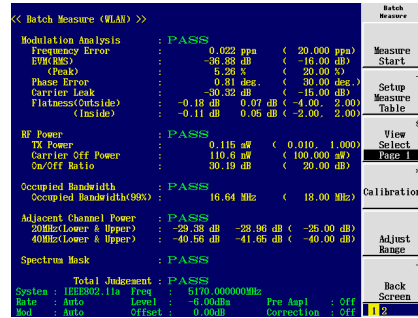 << Batch Measure (WLAN) >>
Batch Measure
Modulation Analysis : PASS
Frequency Error : 0.022 ppm ( 20.000 ppm)
EVM(RMS) : -36.88 dB ( -16.00 dB)
(Peak) : 5.26 % ( 20.00 %)
Phase Error : 0.81 deg. ( 30.00 deg.)
Carrier Leak : -30.32 dB ( -15.00 dB)
Flatness(Outside) : -0.18 dB 0.07 dB ( -4.00, 2.00)
(Inside) : -0.11 dB 0.05 dB ( -2.00, 2.00)
RF Power : PASS
TX Power : 0.115 mW ( 0.010, 1.000)
Carrier Off Power : 110.6 nW ( 100.000 mW)
On/Off Ratio : 30.19 dB ( 20.00 dB)
Occupied Bandwidth : PASS
Occupied Bandwidth(99%) : 16.64 MHz ( 18.00 MHz)
Adjacent Channel Power : PASS
20MHz(Lower & Upper) : -29.38 dB -28.96 dB ( -25.00 dB)
40MHz(Lower & Upper) : -40.56 dB -41.65 dB ( -40.00 dB)
Spectrum Mask : PASS
Total Judgement : PASS
System : IEEE802.11a Freq : 5170.000000MHz
Rate : Auto Level : -6.00dBm Pre Ampl : Off
Mod : Auto Offset : 0.00dB Correction : Off
Measure Start
Setup Measure Table
View Select
Page 1
Calibration
Adjust Range
Back Screen
1 2